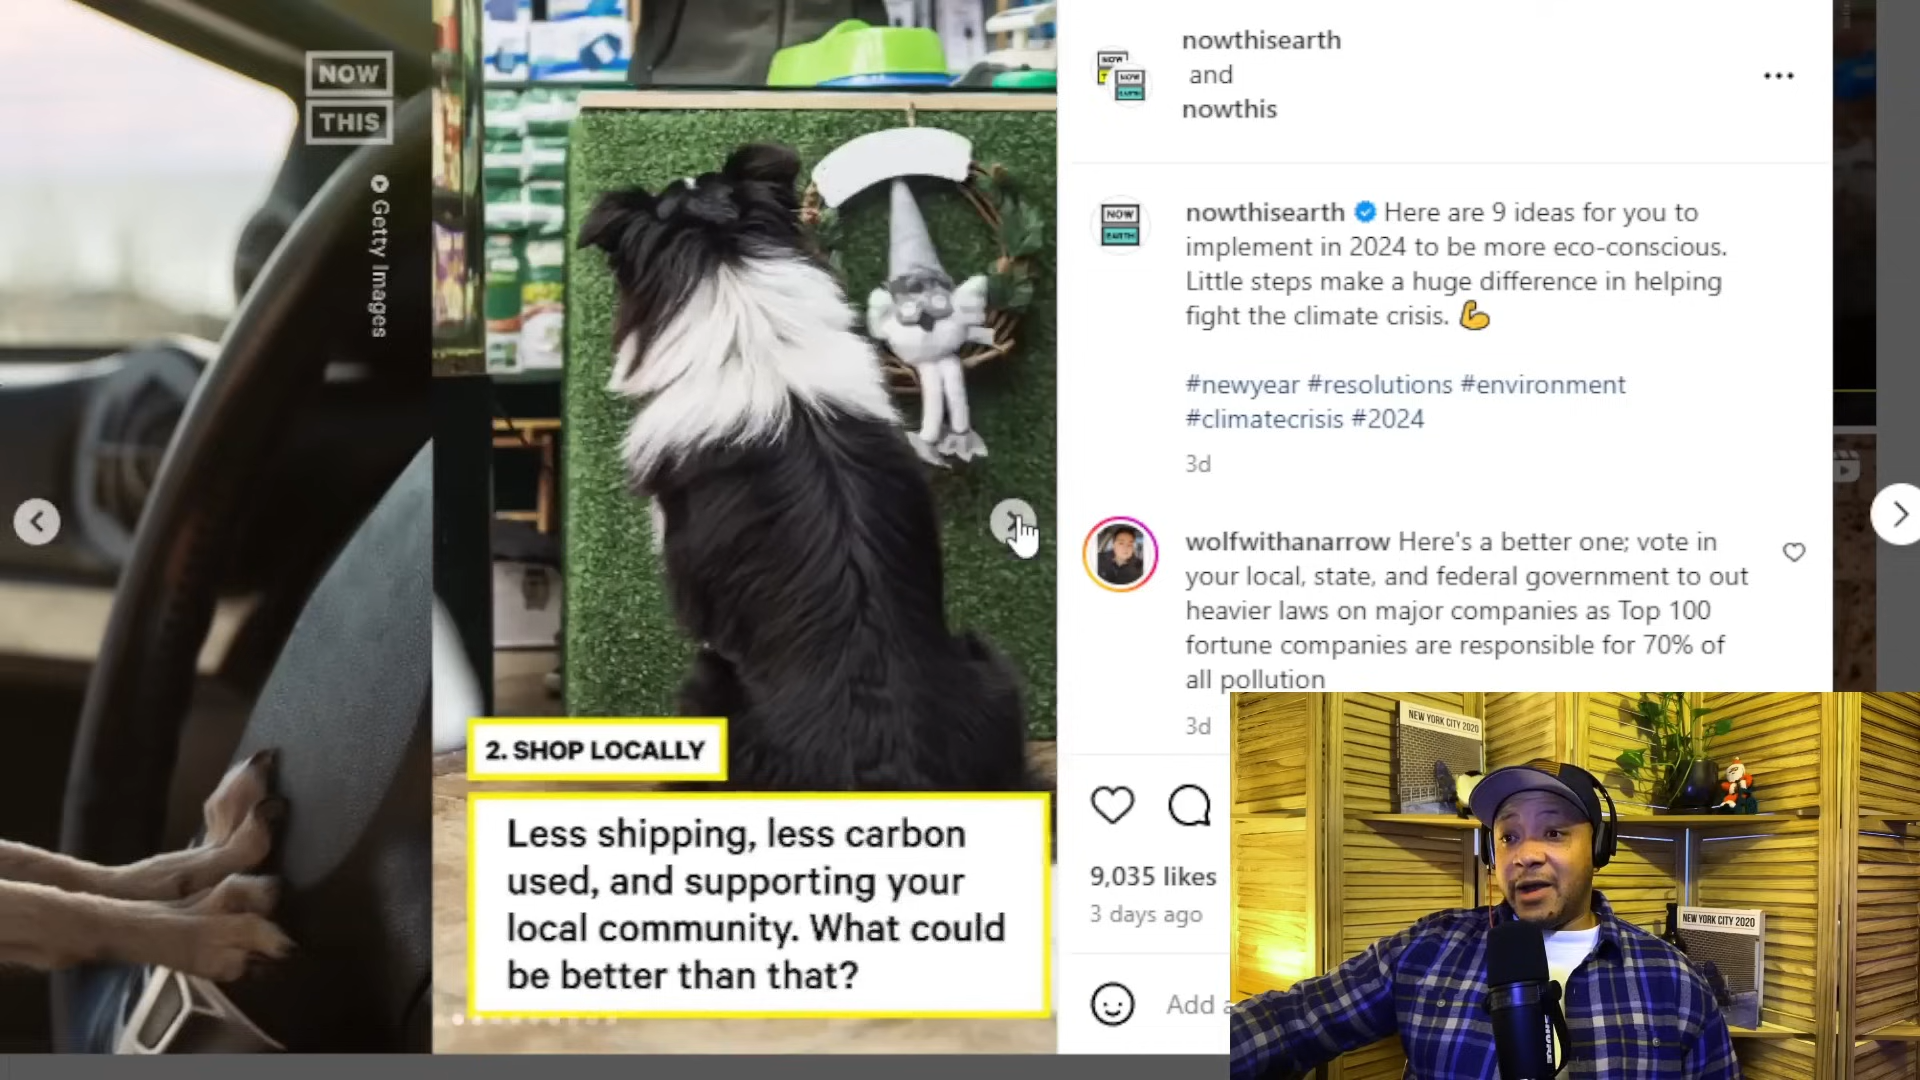 NOW
THIS
Getty Images
2. SHOP LOCALLY
Less shipping, less carbon
used, and supporting your
local community. What could
be better than that?
nowthisearth
and
nowthis
NOW
NOW
EARTH
NOW
EARTH
nowthisearth Here are 9 ideas for you to
implement in 2024 to be more eco-conscious.
Little steps make a huge difference in helping
fight the climate crisis. 💪
#newyear #resolutions #environment
#climatecrisis #2024
3d
wolfwithanarrow Here's a better one; vote in
your local, state, and federal government to out
heavier laws on major companies as Top 100
fortune companies are responsible for 70% of
all pollution
3d
9,035 likes
3 days ago
Add
NEW YORK CITY 2020
NEW YORK CITY 2020